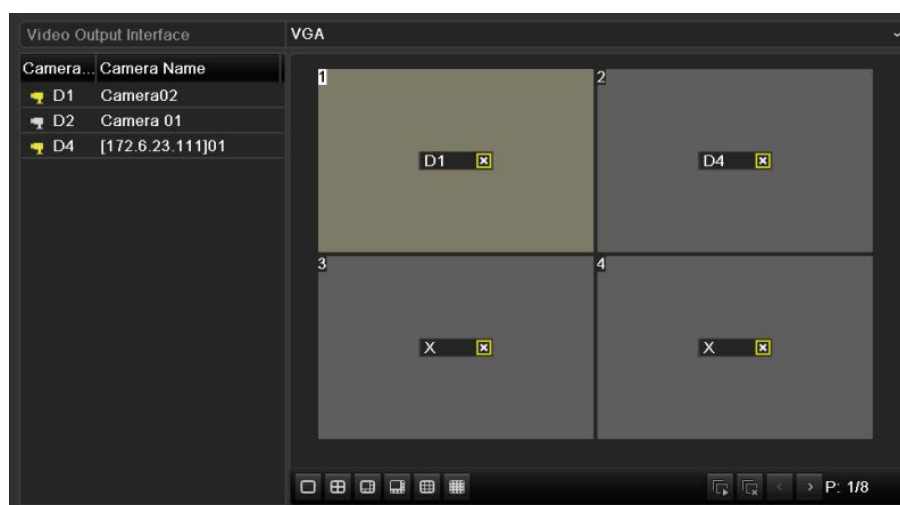 Video Output Interface VGA
Camera... Camera Name
D1 Camera02
D2 Camera 01
D4 [172.6.23.111]01
1 2
D1 D4
3 4
X X
P: 1/8